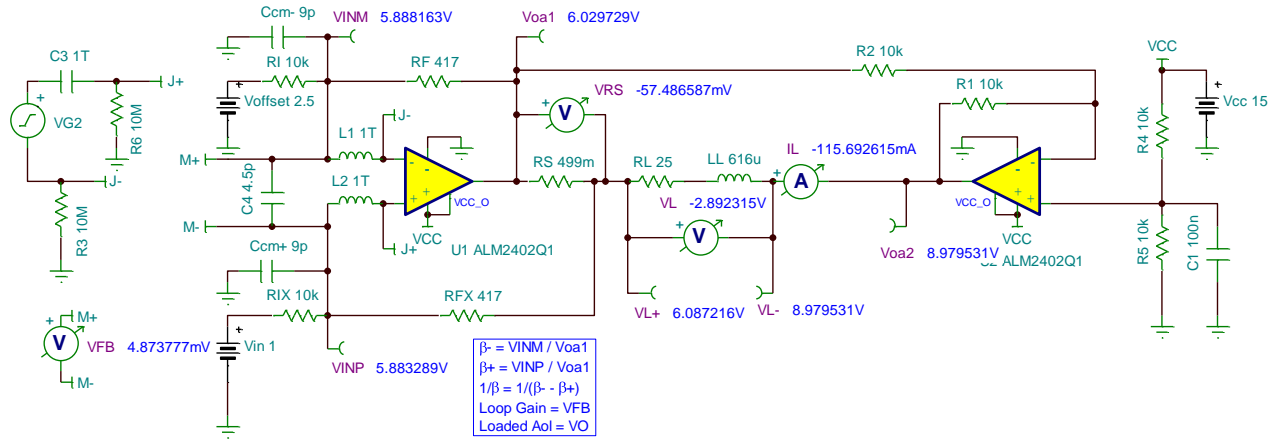 Ccm- 9p
VINM 5.888163V
Voa1 6.029729V
C3 1T
J+
RI 10k
RF 417
R2 10k
VCC
VG2
R6 10M
Voffset 2.5
VRS -57.486587mV
V
R1 10k
Vcc 15
R4 10k
L1 1T
J-
M+
J-
IL -115.692615mA
RS 499m
RL 25
LL 616u
A
C4 4.5p
L2 1T
VCC_O
VCC_O
VL -2.892315V
V
R3 10M
M-
VCC
U1 ALM2402Q1
J+
VCC
Voa2 8.979531V
ALM2402Q1
R5 10k
C1 100n
Ccm+ 9p
RIX 10k
RFX 417
VL+ 6.087216V
VL- 8.979531V
M+
V
VFB 4.873777mV
M-
Vin 1
VINP 5.883289V
β- = VINM / Voa1
β+ = VINP / Voa1
1/β = 1/(β- - β+)
Loop Gain = VFB
Loaded Aol = VO